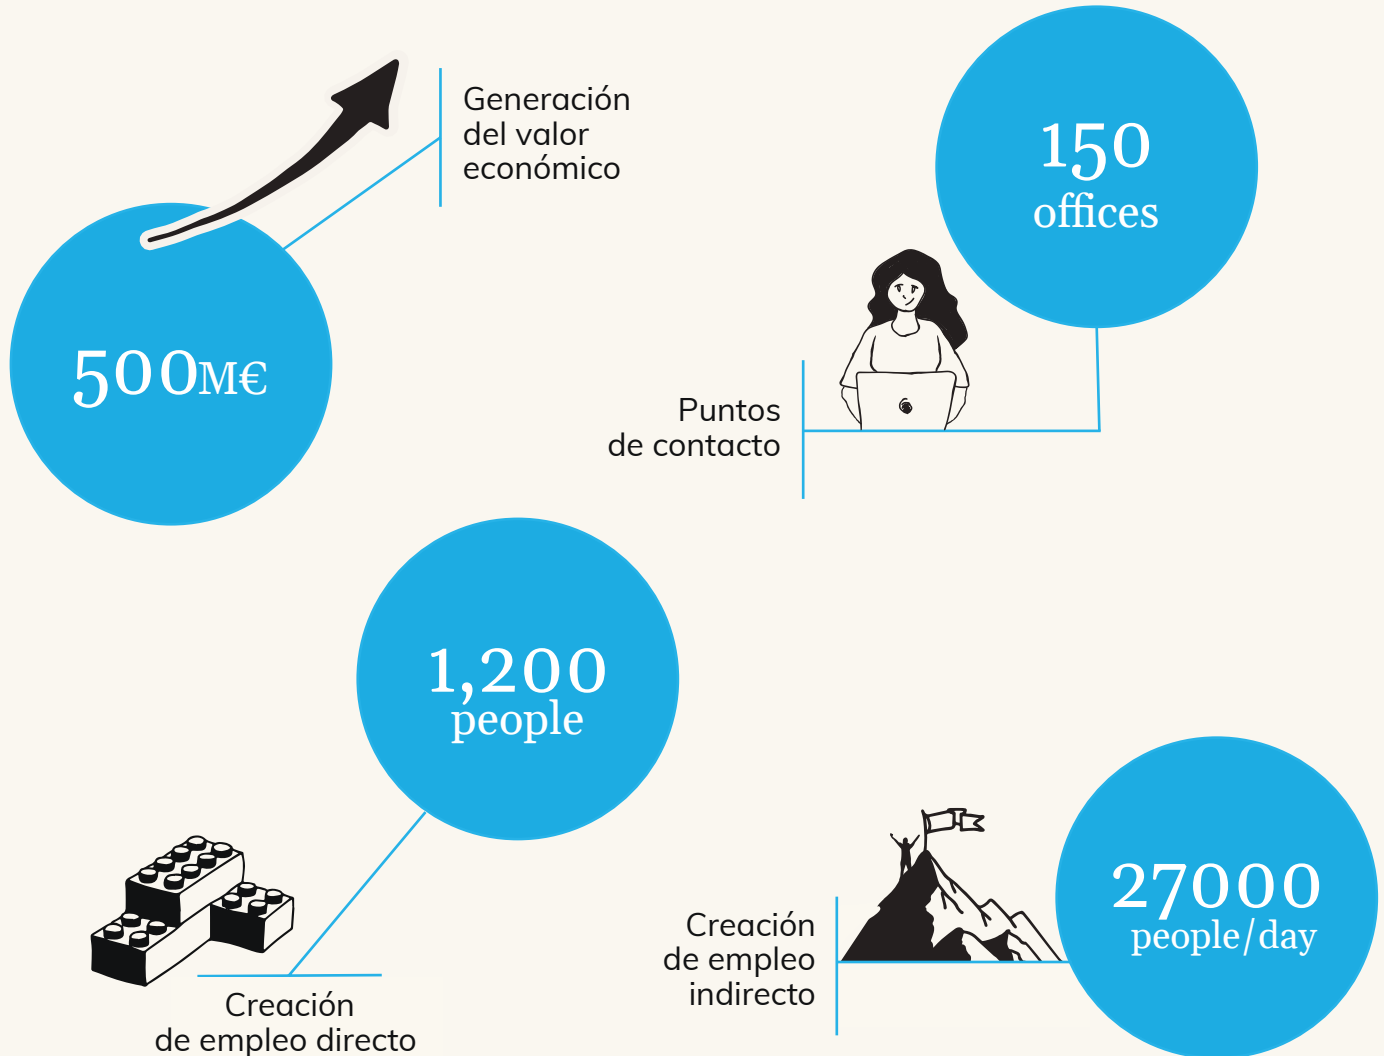 Generación
del valor
económico
500M€
150
offices
Puntos
de contacto
1,200
people
Creación
de empleo directo
27000
people/day
Creación
de empleo
indirecto